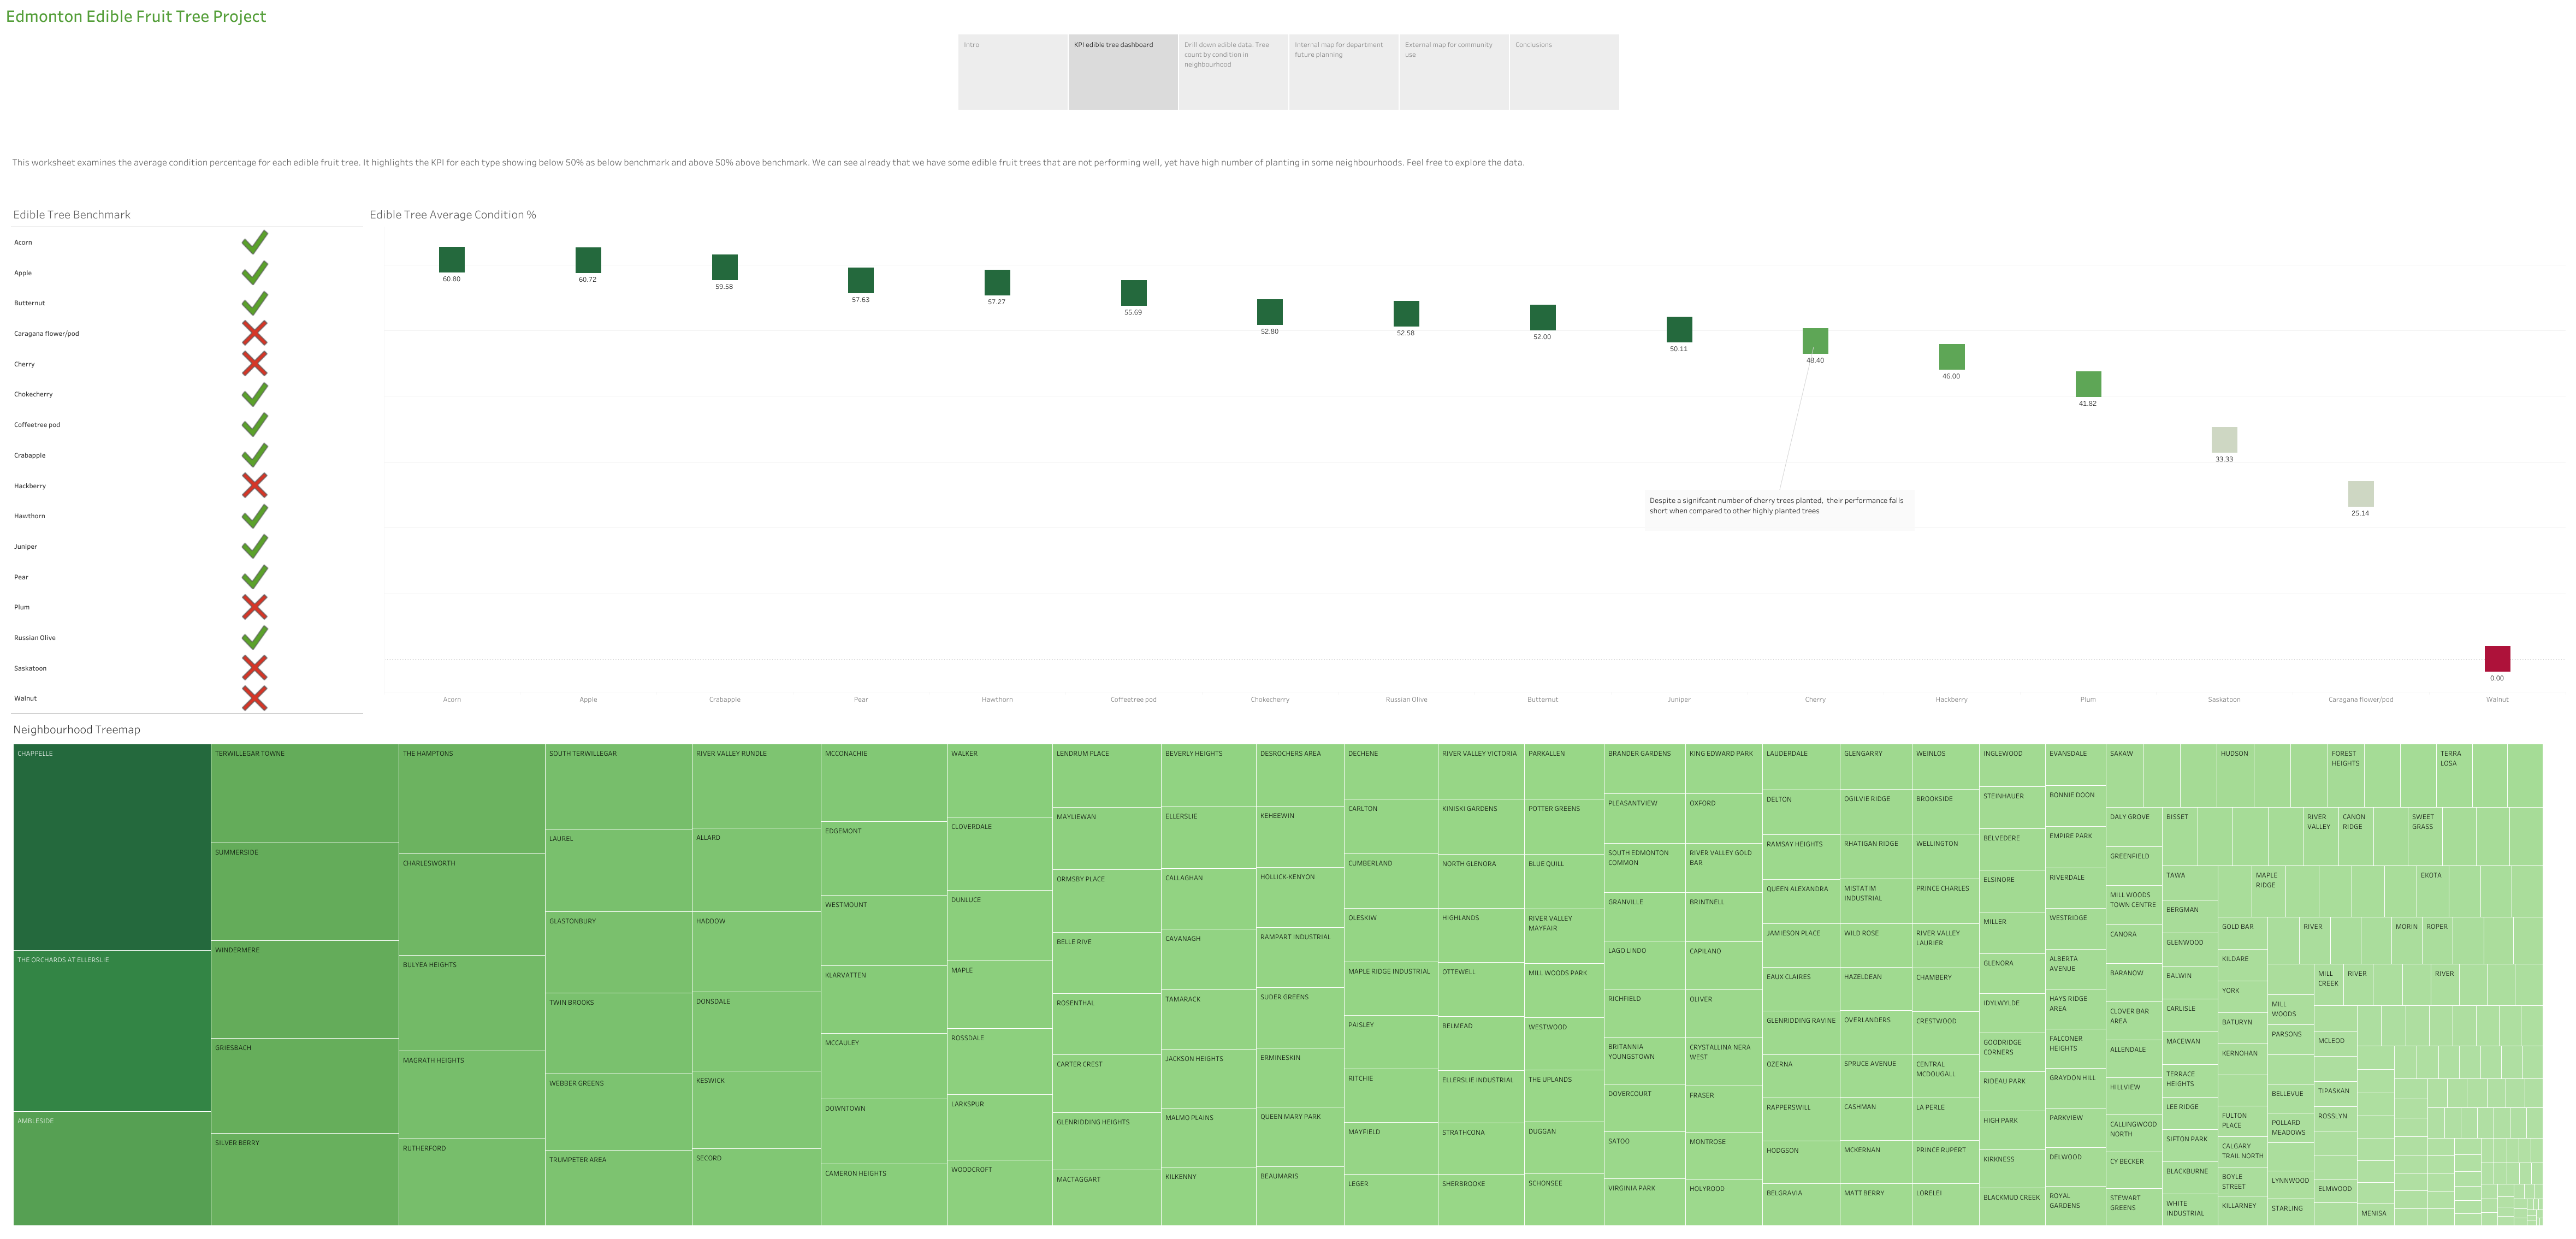 Edmonton Edible Fruit Tree Project
Intro
KPI edible tree dashboard
Drill down edible data. Tree
count by condition in
neighbourhood
Internal map for department
future planning
External map for community
use
Conclusions
This worksheet examines the average condition percentage for each edible fruit tree. It highlights the KPI for each type showing below 50% as below benchmark and above 50% above benchmark. We can see already that we have some edible fruit trees that are not performing well, yet have high number of planting in some neighbourhoods. Feel free to explore the data.
Edible Tree Benchmark
Acorn
Apple
Butternut
Caragana flower/pod
Cherry
Chokecherry
Coffeetree pod
Crabapple
Hackberry
Hawthorn
Juniper
Pear
Plum
Russian Olive
Saskatoon
Walnut
Edible Tree Average Condition %
60.80
60.72
59.58
57.63
57.27
55.69
52.80
52.58
52.00
50.11
48.40
46.00
41.82
33.33
25.14
0.00
Despite a signifcant number of cherry trees planted, their performance falls
short when compared to other highly planted trees
Acorn
Apple
Crabapple
Pear
Hawthorn
Coffeetree pod
Chokecherry
Russian Olive
Butternut
Juniper
Cherry
Hackberry
Plum
Saskatoon
Caragana flower/pod
Walnut
Neighbourhood Treemap
CHAPPELLE
THE ORCHARDS AT ELLERSLIE
AMBLESIDE
TERWILLEGAR TOWNE
SUMMERSIDE
WINDERMERE
GRIESBACH
SILVER BERRY
THE HAMPTONS
CHARLESWORTH
BULYEA HEIGHTS
MAGRATH HEIGHTS
RUTHERFORD
SOUTH TERWILLEGAR
LAUREL
GLASTONBURY
TWIN BROOKS
WEBBER GREENS
TRUMPETER AREA
RIVER VALLEY RUNDLE
ALLARD
HADDOW
DONSDALE
KESWICK
SECORD
MCCONACHIE
EDGEMONT
WESTMOUNT
KLARVATTEN
MCCAULEY
DOWNTOWN
CAMERON HEIGHTS
WALKER
CLOVERDALE
DUNLUCE
MAPLE
ROSSDALE
LARKSPUR
WOODCROFT
LENDRUM PLACE
MAYLIEWAN
ORMSBY PLACE
BELLE RIVE
ROSENTHAL
CARTER CREST
GLENRIDDING HEIGHTS
MACTAGGART
BEVERLY HEIGHTS
ELLERSLIE
CALLAGHAN
CAVANAGH
TAMARACK
JACKSON HEIGHTS
MALMO PLAINS
KILKENNY
DESROCHERS AREA
KEHEEWIN
HOLLICK-KENYON
RAMPART INDUSTRIAL
SUDER GREENS
ERMINESKIN
QUEEN MARY PARK
BEAUMARIS
DECHENE
CARLTON
CUMBERLAND
OLESKIW
MAPLE RIDGE INDUSTRIAL
PAISLEY
RITCHIE
MAYFIELD
LEGER
RIVER VALLEY VICTORIA
KINISKI GARDENS
NORTH GLENORA
HIGHLANDS
OTTEWELL
BELMEAD
ELLERSLIE INDUSTRIAL
STRATHCONA
SHERBROOKE
PARKALLEN
POTTER GREENS
BLUE QUILL
RIVER VALLEY
MAYFAIR
MILL WOODS PARK
WESTWOOD
THE UPLANDS
DUGGAN
SCHONSEE
BRANDER GARDENS
PLEASANTVIEW
SOUTH EDMONTON
COMMON
GRANVILLE
LAGO LINDO
RICHFIELD
BRITANNIA
YOUNGSTOWN
DOVERCOURT
SATOO
VIRGINIA PARK
KING EDWARD PARK
OXFORD
RIVER VALLEY GOLD
BAR
BRINTNELL
CAPILANO
OLIVER
CRYSTALLINA NERA
WEST
FRASER
MONTROSE
HOLYROOD
LAUDERDALE
DELTON
RAMSAY HEIGHTS
QUEEN ALEXANDRA
JAMIESON PLACE
EAUX CLAIRES
GLENRIDDING RAVINE
OZERNA
RAPPERSWILL
HODGSON
BELGRAVIA
GLENGARRY
OGILVIE RIDGE
RHATIGAN RIDGE
MISTATIM
INDUSTRIAL
WILD ROSE
HAZELDEAN
OVERLANDERS
SPRUCE AVENUE
CASHMAN
MCKERNAN
MATT BERRY
WEINLOS
BROOKSIDE
WELLINGTON
PRINCE CHARLES
RIVER VALLEY
LAURIER
CHAMBERY
CRESTWOOD
CENTRAL
MCDOUGALL
LA PERLE
PRINCE RUPERT
LORELEI
INGLEWOOD
STEINHAUER
BELVEDERE
ELSINORE
MILLER
GLENORA
IDYLWYLDE
GOODRIDGE
CORNERS
RIDEAU PARK
HIGH PARK
KIRKNESS
BLACKMUD CREEK
EVANSDALE
BONNIE DOON
EMPIRE PARK
RIVERDALE
WESTRIDGE
ALBERTA
AVENUE
HAYS RIDGE
AREA
FALCONER
HEIGHTS
GRAYDON HILL
PARKVIEW
DELWOOD
ROYAL
GARDENS
SAKAW
DALY GROVE
GREENFIELD
MILL WOODS
TOWN CENTRE
CANORA
BARANOW
CLOVER BAR
AREA
ALLENDALE
HILLVIEW
CALLINGWOOD
NORTH
CY BECKER
STEWART
GREENS
BISSET
TAWA
BERGMAN
GLENWOOD
BALWIN
CARLISLE
MACEWAN
TERRACE
HEIGHTS
LEE RIDGE
SIFTON PARK
BLACKBURNE
WHITE
INDUSTRIAL
HUDSON
FOREST
HEIGHTS
TERRA
LOSA
RIVER
VALLEY
CANON
RIDGE
SWEET
GRASS
MAPLE
RIDGE
EKOTA
GOLD BAR
KILDARE
YORK
BATURYN
KERNOHAN
FULTON
PLACE
CALGARY
TRAIL NORTH
BOYLE
STREET
KILLARNEY
RIVER
MORIN
ROPER
MILL
WOODS
PARSONS
BELLEVUE
POLLARD
MEADOWS
LYNNWOOD
STARLING
MILL
CREEK
RIVER
RIVER
MCLEOD
TIPASKAN
ROSSLYN
ELMWOOD
MENISA